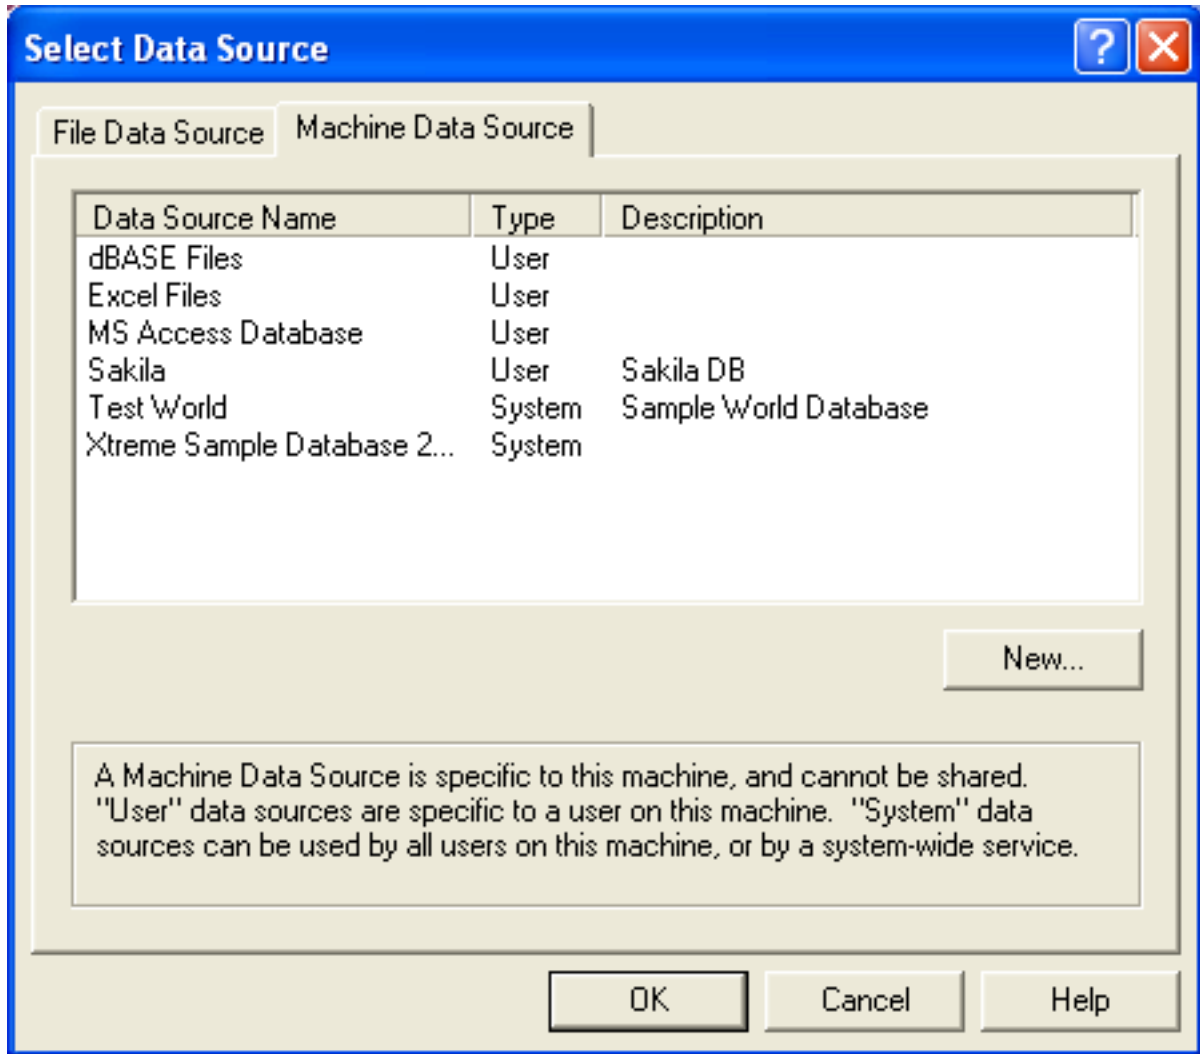 Select Data Source
File Data Source Machine Data Source
Data Source Name Type Description
dBASE Files User
Excel Files User
MS Access Database User
Sakila User Sakila DB
Test World System Sample World Database
Xtreme Sample Database 2... System
New...
A Machine Data Source is specific to this machine, and cannot be shared.
"User" data sources are specific to a user on this machine.  "System" data
sources can be used by all users on this machine, or by a system-wide service.
OK Cancel Help